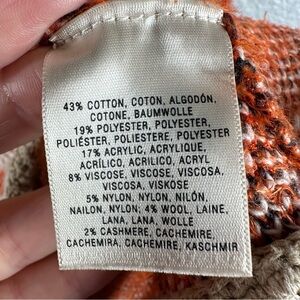 43% COTTON, COTON, ALGODÓN,
COTONE, BAUMWOLLE
19% POLYESTER, POLYESTER,
POLIÉSTER, POLIESTERE, POLYESTER
17% ACRYLIC, ACRYLIQUE,
ACRÍLICO, ACRILICO, ACRYL
8% VISCOSE, VISCOSE, VISCOSA,
VISCOSA, VISKOSE
5% NYLON, NYLON, NILÓN,
NAILON, NYLON; 4% WOOL, LAINE,
LANA, LANA, WOLLE
2% CASHMERE, CACHEMIRE,
CACHEMIRA, CACHEMIRE, KASCHMIR